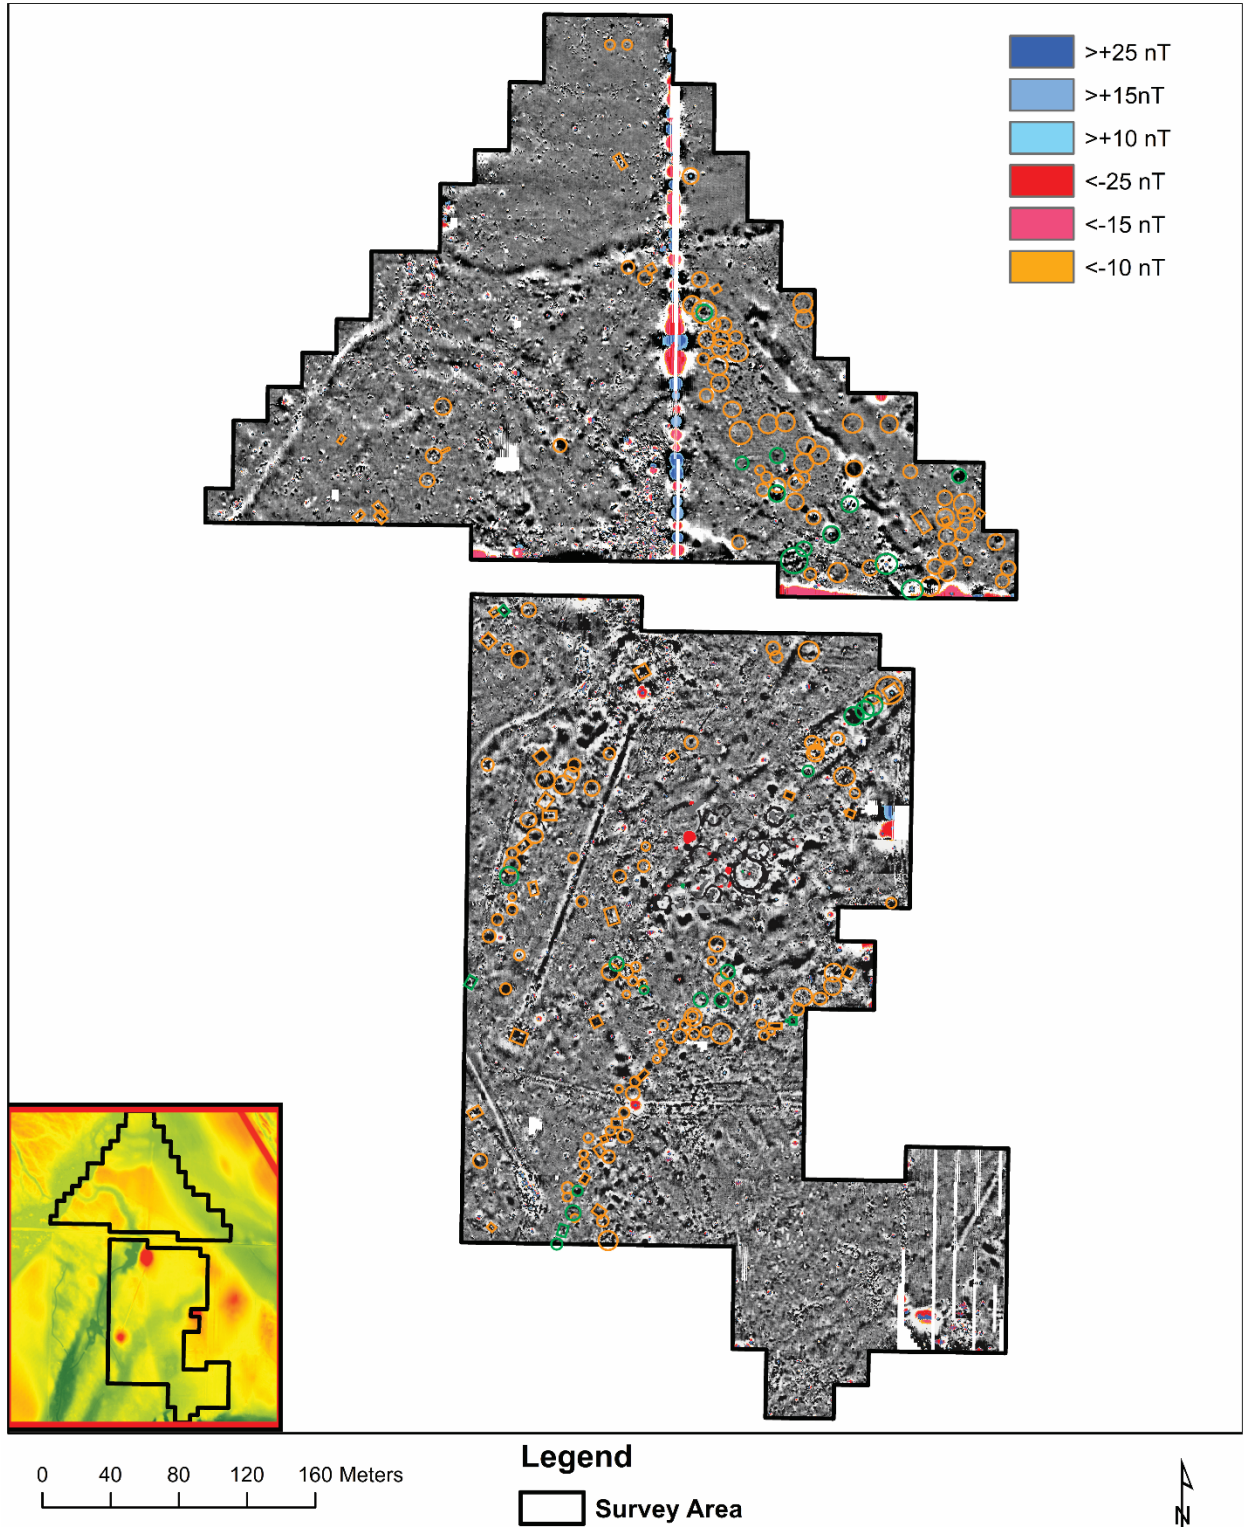 >+25 nT
>+15nT
>+10 nT
<-25 nT
<-15 nT
<-10 nT
Legend
0 40 80 120 160 Meters
Survey Area
N